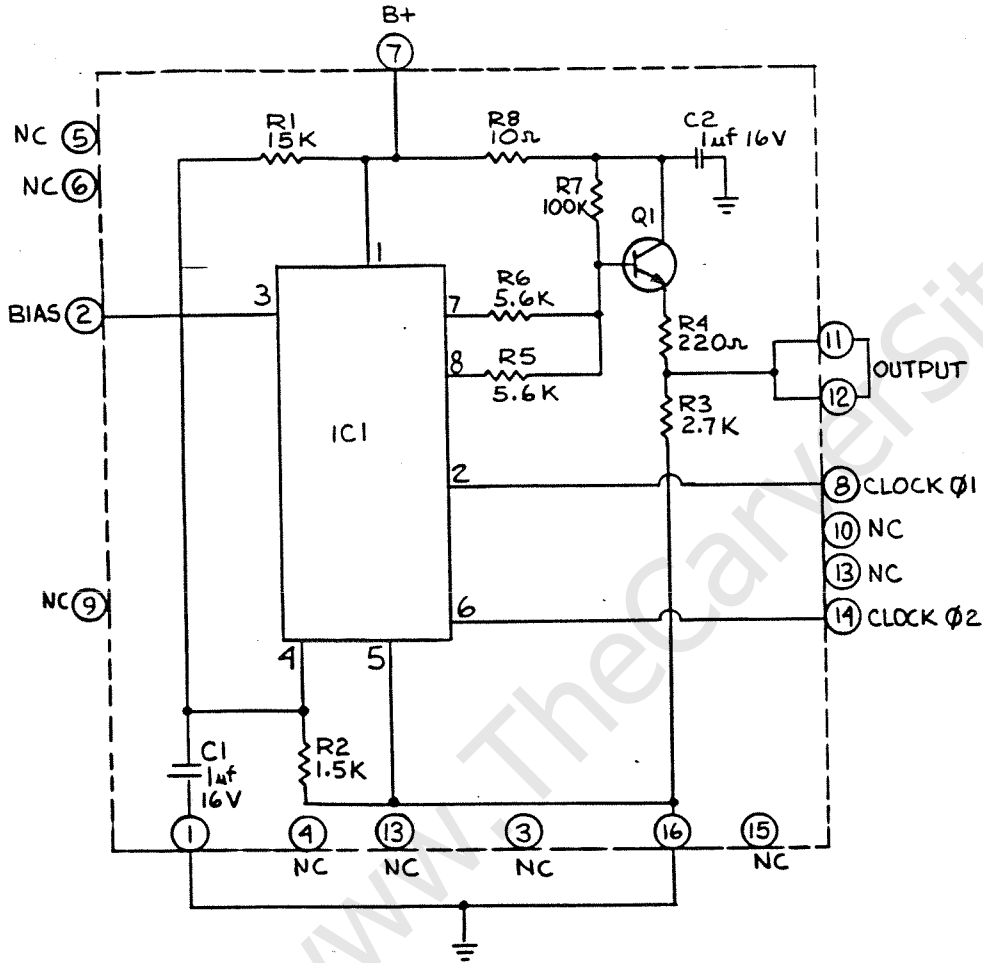 B+
7
NC 5
NC 6
R1
15K
R8
10Ω
C2
1µf 16V
R7
100K
Q1
1
3
BIAS 2
7
R6
5.6K
8
R5
5.6K
R4
220Ω
11
OUTPUT
12
R3
2.7K
IC1
2
8 CLOCK Ø1
10 NC
13 NC
NC 9
6
14 CLOCK Ø2
4
5
C1
1µf
16V
R2
1.5K
1
4
NC
13
NC
3
NC
16
15
NC
www.TheCarverSit